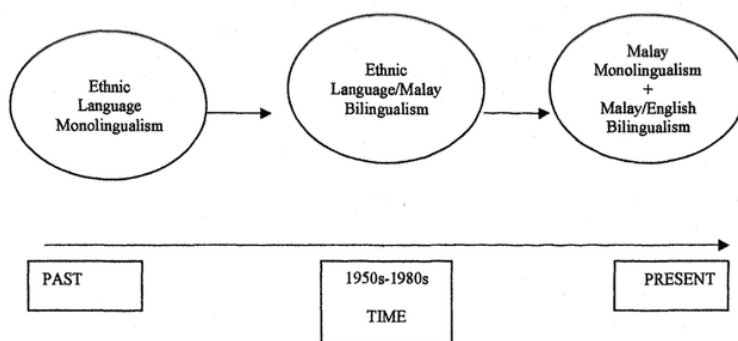 Ethnic
Language
Monolingualism
Ethnic
Language/Malay
Bilingualism
Malay
Monolingualism
+
Malay/English
Bilingualism
PAST
1950s-1980s
TIME
PRESENT